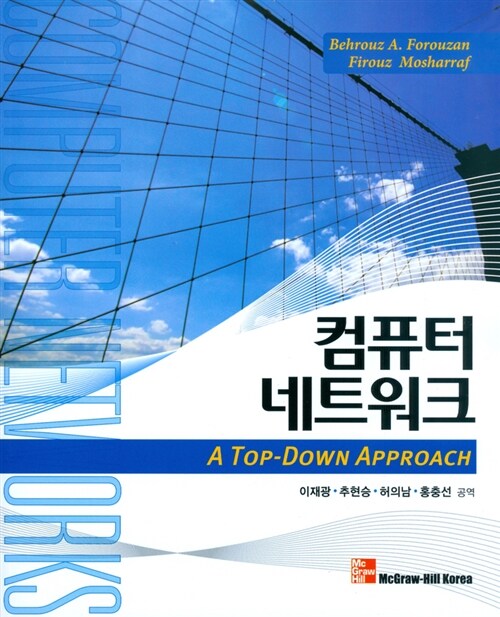 COMPUTER NETWORKS
Behrouz A. Forouzan
Firouz Mosharraf
컴퓨터
네트워크
A TOP-DOWN APPROACH
이재광 • 추현승 • 허의남 • 홍충선 공역
Mc
Graw
Hill
McGraw-Hill Korea